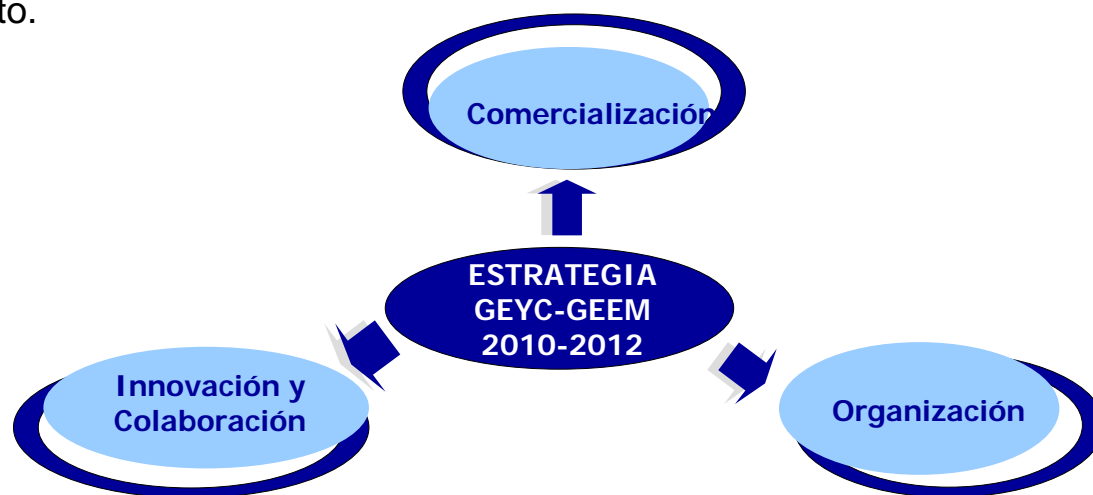 to.
Comercialización
ESTRATEGIA
GEYC-GEEM
2010-2012
Innovación y
Colaboración
Organización